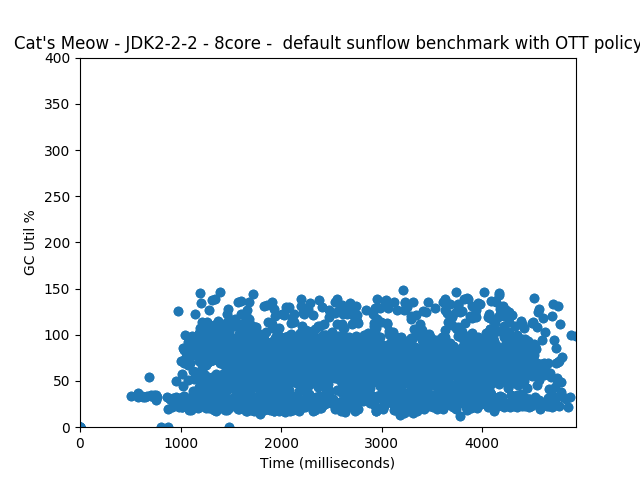 Cat's Meow - JDK2-2-2 - 8core -  default sunflow benchmark with OTT policy
400
350
300
250
200
150
100
50
0
GC Util %
0 1000 2000 3000 4000
Time (milliseconds)